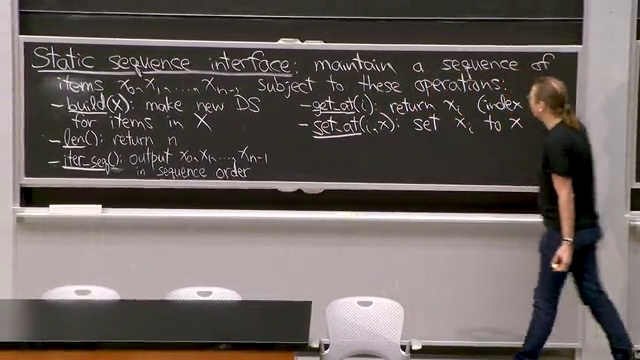 Static sequence interface: maintain a sequence of
items x₀, x₁, ..., xₙ₋₁ subject to these operations:
- build(X): make new DS
for items in X
- len(): return n
- iter_seq(): output x₀, x₁, ..., xₙ₋₁
in sequence order
- get_at(i): return xᵢ (index
- set_at(i, x): set xᵢ to x